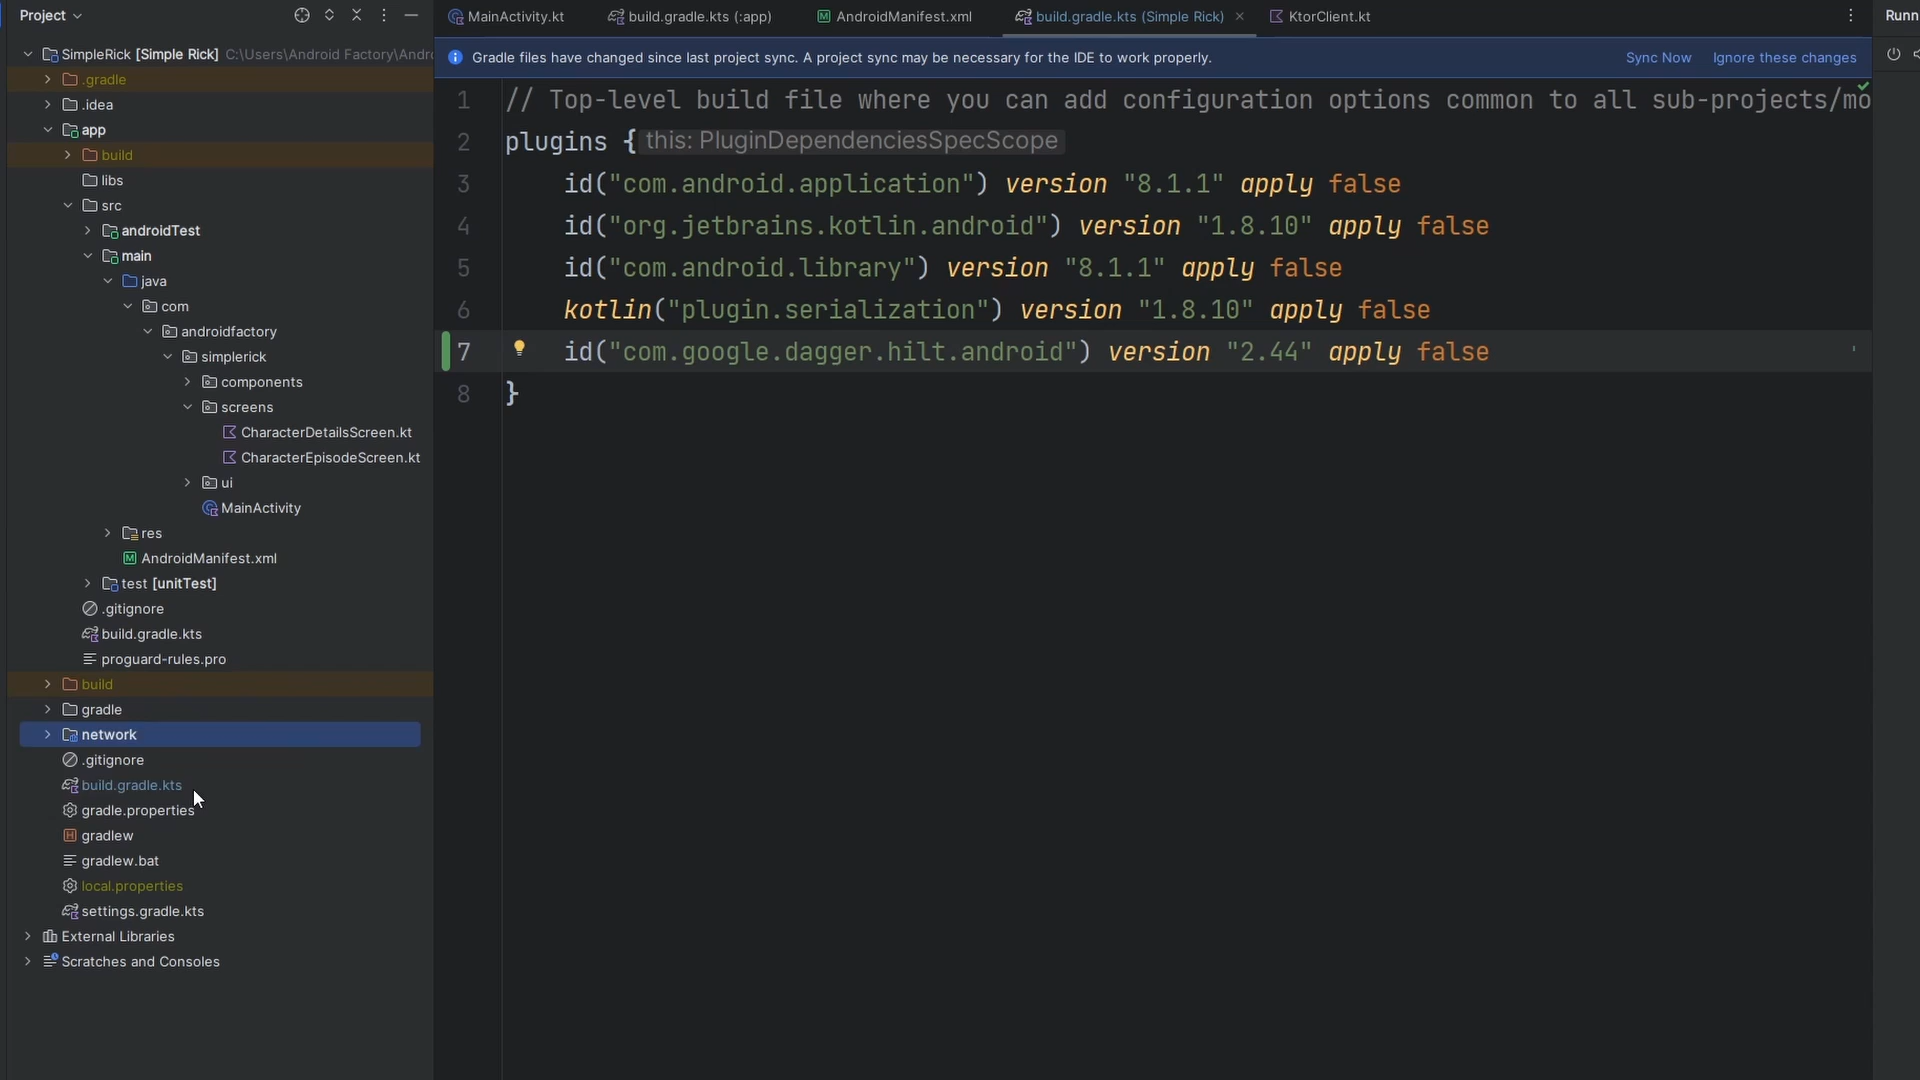 Project
SimpleRick [Simple Rick] C:\Users\Android Factory\Andro
.gradle
.idea
app
build
libs
src
androidTest
main
java
com
androidfactory
simplerick
components
screens
CharacterDetailsScreen.kt
CharacterEpisodeScreen.kt
ui
MainActivity
res
AndroidManifest.xml
test [unitTest]
.gitignore
build.gradle.kts
proguard-rules.pro
build
gradle
network
.gitignore
build.gradle.kts
gradle.properties
gradlew
gradlew.bat
local.properties
settings.gradle.kts
External Libraries
Scratches and Consoles
MainActivity.kt build.gradle.kts (:app) AndroidManifest.xml build.gradle.kts (Simple Rick) KtorClient.kt
Gradle files have changed since last project sync. A project sync may be necessary for the IDE to work properly. Sync Now Ignore these changes
1 // Top-level build file where you can add configuration options common to all sub-projects/mo
2 plugins { this: PluginDependenciesSpecScope
3 id("com.android.application") version "8.1.1" apply false
4 id("org.jetbrains.kotlin.android") version "1.8.10" apply false
5 id("com.android.library") version "8.1.1" apply false
6 kotlin("plugin.serialization") version "1.8.10" apply false
7 id("com.google.dagger.hilt.android") version "2.44" apply false
8 }
Runn